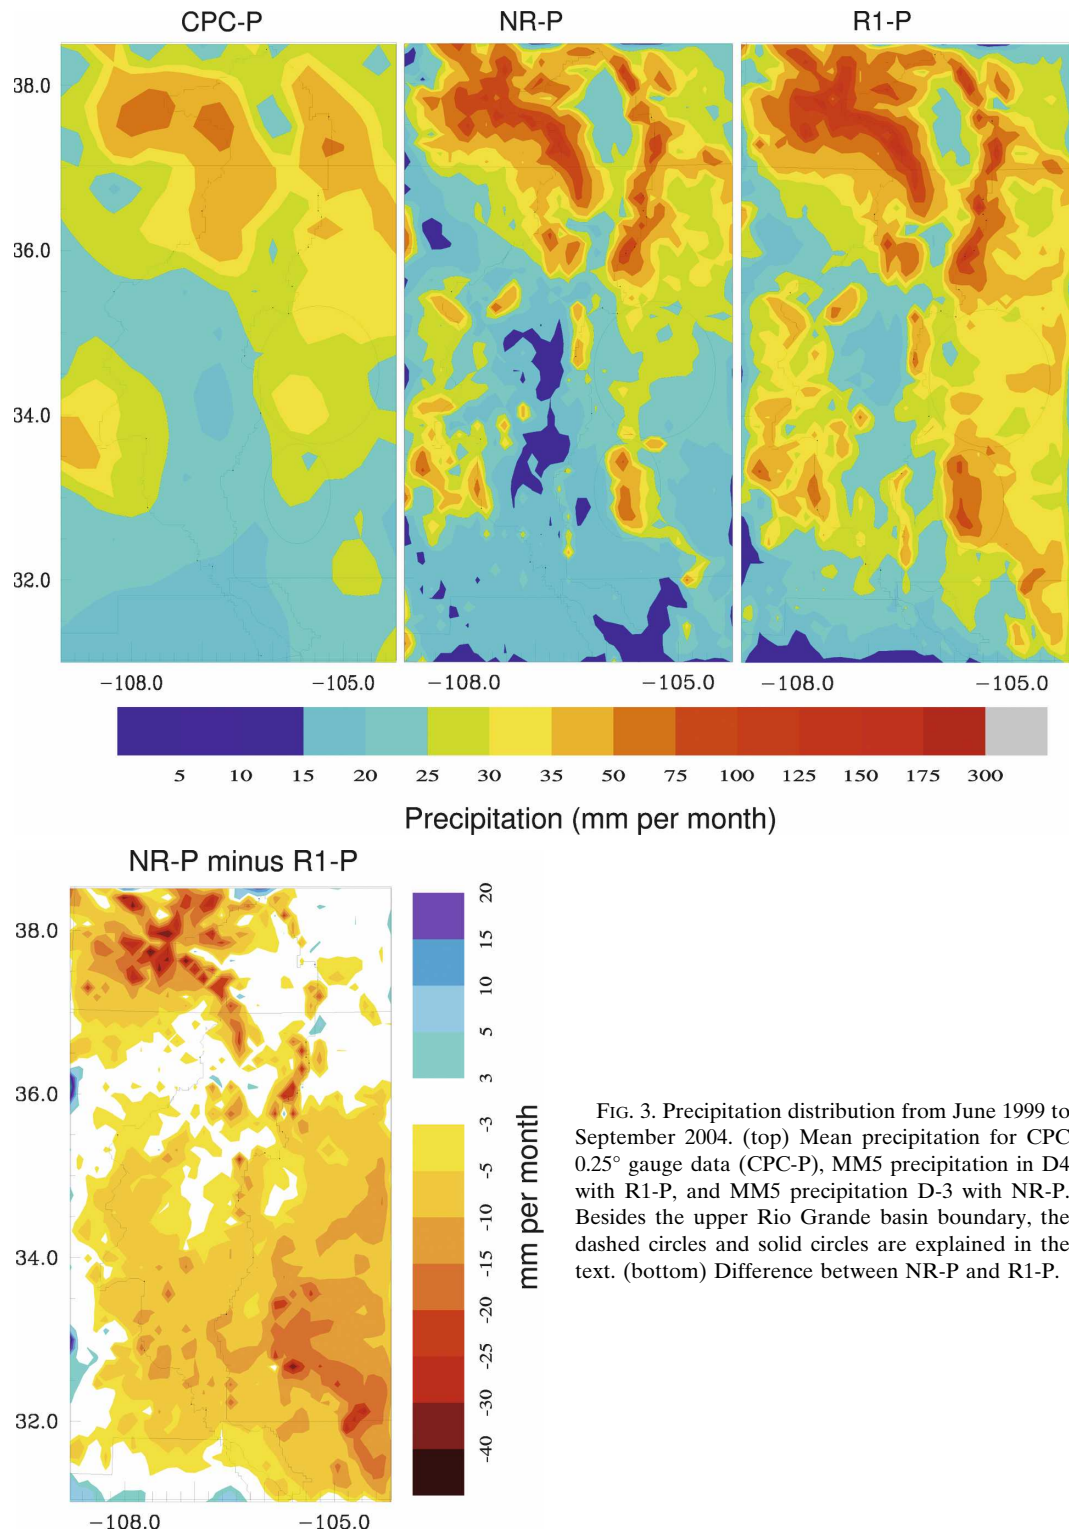 CPC-P NR-P R1-P
38.0
36.0
34.0
32.0
−108.0 −105.0 −108.0 −105.0 −108.0 −105.0
5 10 15 20 25 30 35 50 75 100 125 150 175 300
Precipitation (mm per month)
NR-P minus R1-P
38.0
36.0
34.0
32.0
−108.0 −105.0
20
15
10
5
3
-3
-5
-10
-15
-20
-25
-30
-40
mm per month
FIG. 3. Precipitation distribution from June 1999 to
September 2004. (top) Mean precipitation for CPC
0.25° gauge data (CPC-P), MM5 precipitation in D4
with R1-P, and MM5 precipitation D-3 with NR-P.
Besides the upper Rio Grande basin boundary, the
dashed circles and solid circles are explained in the
text. (bottom) Difference between NR-P and R1-P.